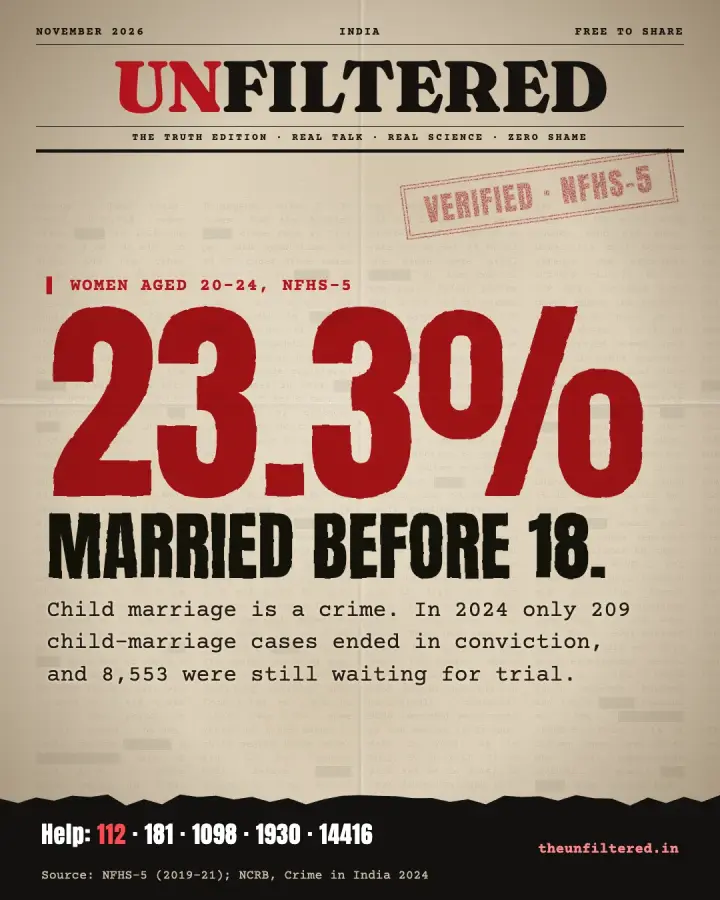 NOVEMBER 2026 INDIA FREE TO SHARE
UNFILTERED
THE TRUTH EDITION · REAL TALK · REAL SCIENCE · ZERO SHAME
VERIFIED · NFHS-5
WOMEN AGED 20-24, NFHS-5
23.3%
MARRIED BEFORE 18.
Child marriage is a crime. In 2024 only 209
child-marriage cases ended in conviction,
and 8,553 were still waiting for trial.
Help: 112 · 181 · 1098 · 1930 · 14416
theunfiltered.in
Source: NFHS-5 (2019-21); NCRB, Crime in India 2024